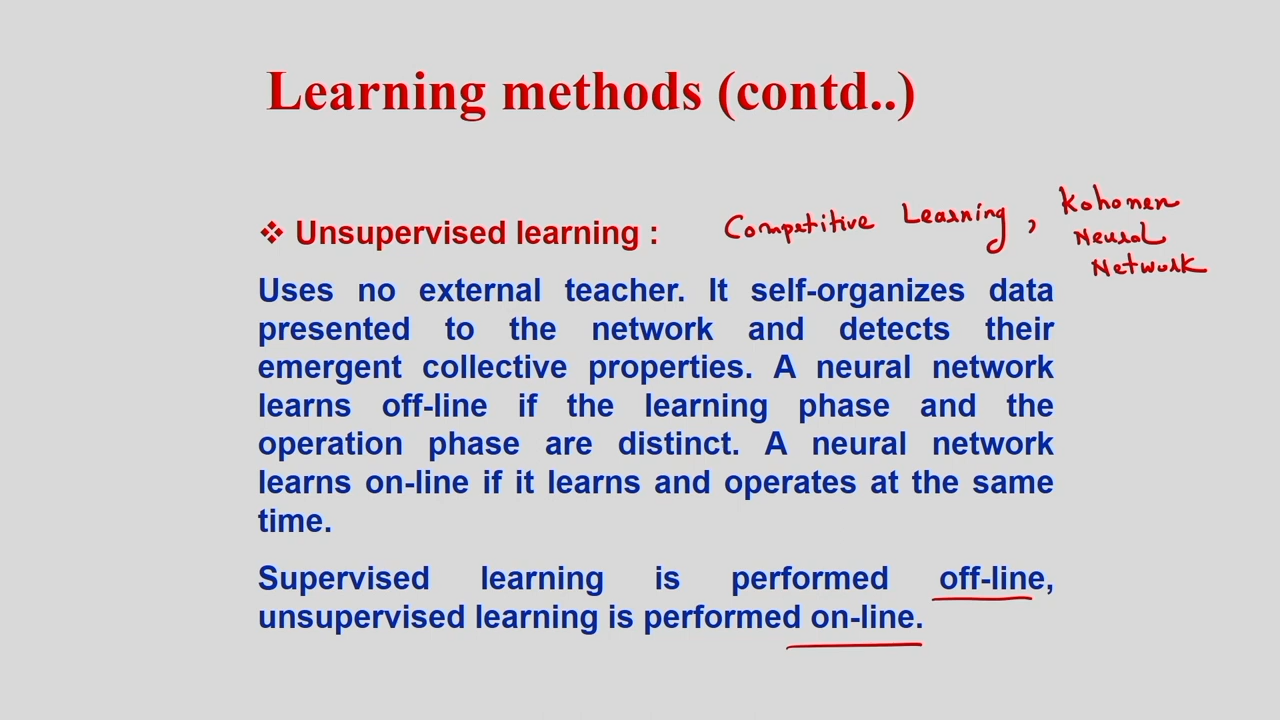 Learning methods (contd..)
❖ Unsupervised learning : Competitive Learning, Kohonen
Neural
Network
Uses no external teacher. It self-organizes data
presented to the network and detects their
emergent collective properties. A neural network
learns off-line if the learning phase and the
operation phase are distinct. A neural network
learns on-line if it learns and operates at the same
time.
Supervised learning is performed off-line,
unsupervised learning is performed on-line.